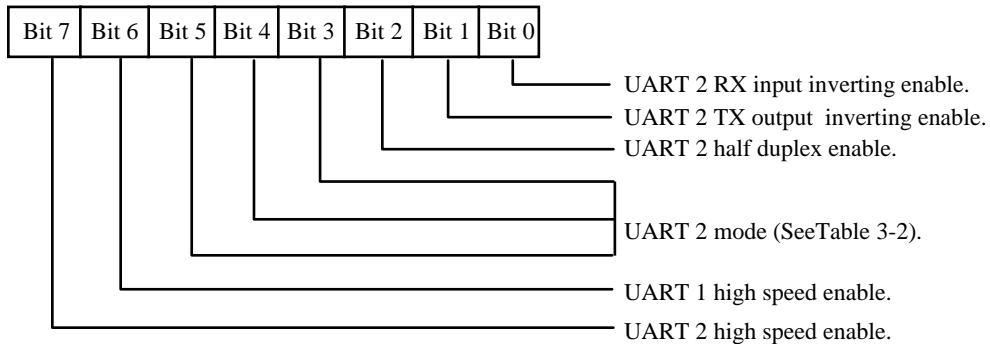 Bit 7 Bit 6 Bit 5 Bit 4 Bit 3 Bit 2 Bit 1 Bit 0
UART 2 RX input inverting enable.
UART 2 TX output  inverting enable.
UART 2 half duplex enable.
UART 2 mode (SeeTable 3-2).
UART 1 high speed enable.
UART 2 high speed enable.